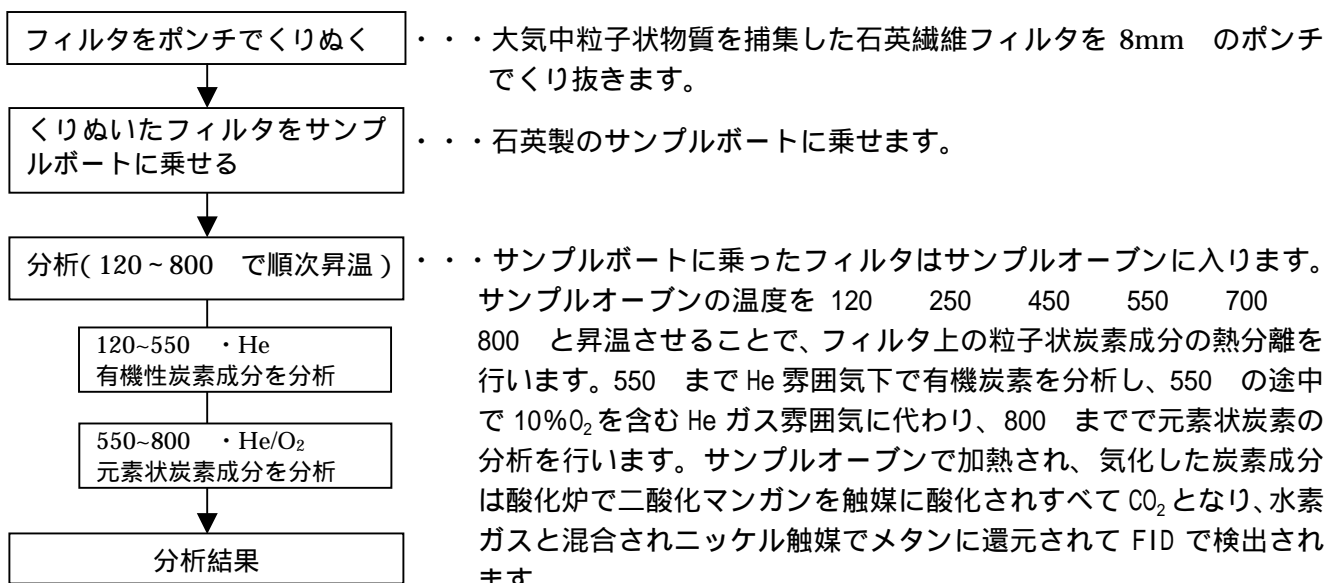 フィルタをポンチでくりぬく
・・・大気中粒子状物質を捕集した石英繊維フィルタを 8mm のポンチ
でくり抜きます。
くりぬいたフィルタをサンプ
ルボートに乗せる
・・・石英製のサンプルボートに乗せます。
分析( 120 ~ 800 で順次昇温 )
・・・サンプルボートに乗ったフィルタはサンプルオーブンに入ります。
サンプルオーブンの温度を 120 250 450 550 700
800 と昇温させることで、フィルタ上の粒子状炭素成分の熱分離を
行います。550 まで He 雰囲気下で有機炭素を分析し、550 の途中
で 10%O₂を含む He ガス雰囲気に代わり、800 までで元素状炭素の
分析を行います。サンプルオーブンで加熱され、気化した炭素成分
は酸化炉で二酸化マンガンを触媒に酸化されすべて CO₂となり、水素
ガスと混合されニッケル触媒でメタンに還元されて FID で検出され
ます
120~550 ・He
有機性炭素成分を分析
550~800 ・He/O₂
元素状炭素成分を分析
分析結果